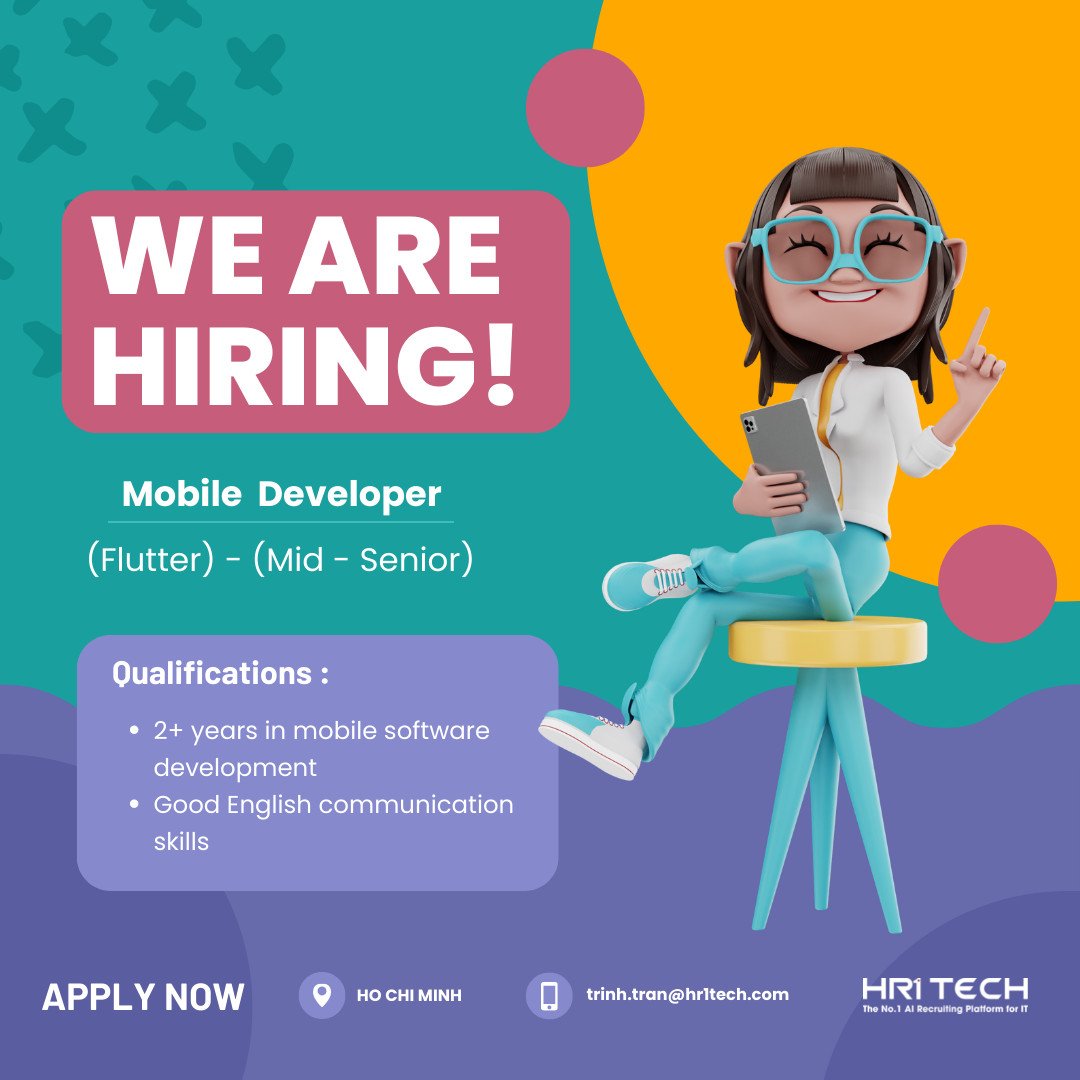 WE ARE
HIRING!
Mobile Developer
(Flutter) - (Mid - Senior)
Qualifications :
• 2+ years in mobile software
development
• Good English communication
skills
APPLY NOW
HO CHI MINH
trinh.tran@hr1tech.com
HR1 TECH
The No.1 AI Recruiting Platform for IT